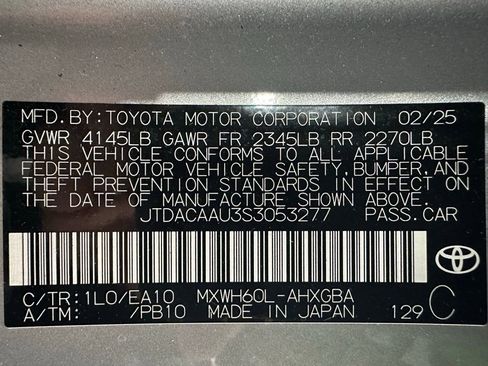 MFD.BY:TOYOTA MOTOR CORPORATION 02/25
GVWR 4145LB GAWR FR 2345LB RR 2270LB
THIS VEHICLE CONFORMS TO ALL APPLICABLE
FEDERAL MOTOR VEHICLE SAFETY,BUMPER,AND
THEFT PREVENTION STANDARDS IN EFFECT ON
THE DATE OF MANUFACTURE SHOWN ABOVE.
JTDACAAU3S3053277 PASS.CAR
C/TR:1L0/EA10 MXWH60L-AHXGBA
A/TM: /PB10 MADE IN JAPAN 129 C